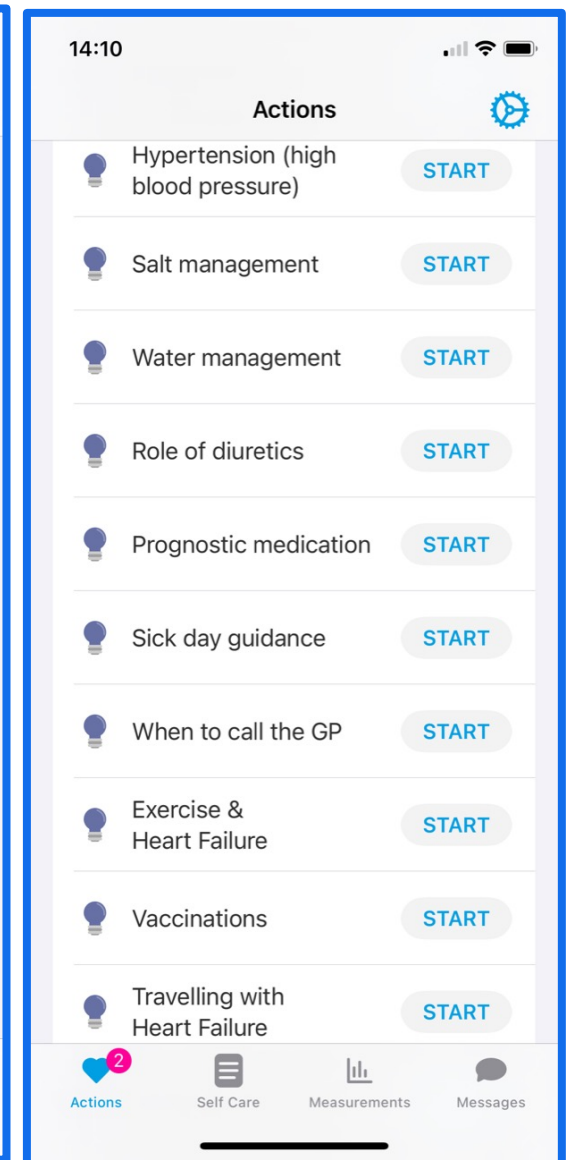 14:10
Actions
Hypertension (high
blood pressure)
START
Salt management
START
Water management
START
Role of diuretics
START
Prognostic medication
START
Sick day guidance
START
When to call the GP
START
Exercise &
Heart Failure
START
Vaccinations
START
Travelling with
Heart Failure
START
2
Actions
Self Care
Measurements
Messages